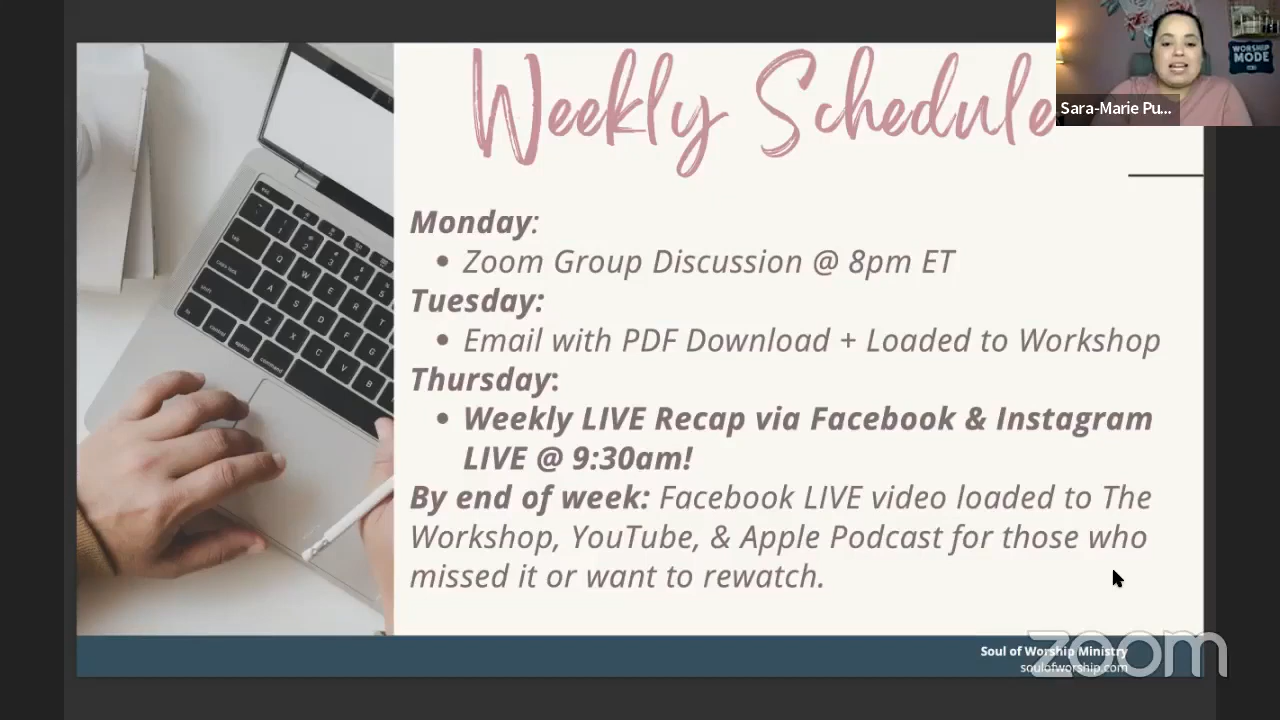 Weekly Schedule
WORSHIP
MODE
Sara-Marie Pu...
Monday:
• Zoom Group Discussion @ 8pm ET
Tuesday:
• Email with PDF Download + Loaded to Workshop
Thursday:
• Weekly LIVE Recap via Facebook & Instagram
LIVE @ 9:30am!
By end of week: Facebook LIVE video loaded to The
Workshop, YouTube, & Apple Podcast for those who
missed it or want to rewatch.
Soul of Worship Ministry
soulofworship.com
zoom